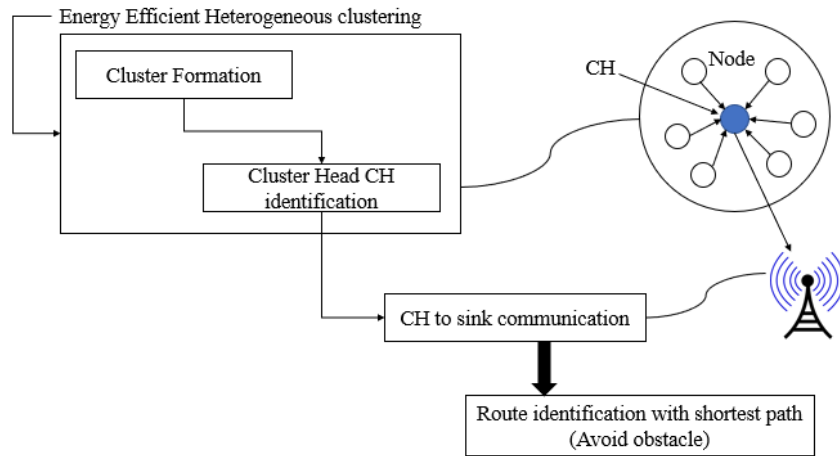 Energy Efficient Heterogeneous clustering
Cluster Formation
Cluster Head CH
identification
CH
Node
CH to sink communication
Route identification with shortest path
(Avoid obstacle)